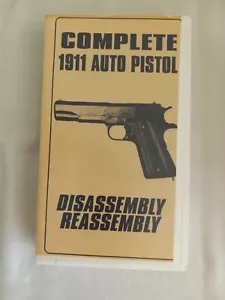 COMPLETE
1911 AUTO PISTOL
DISASSEMBLY
REASSEMBLY